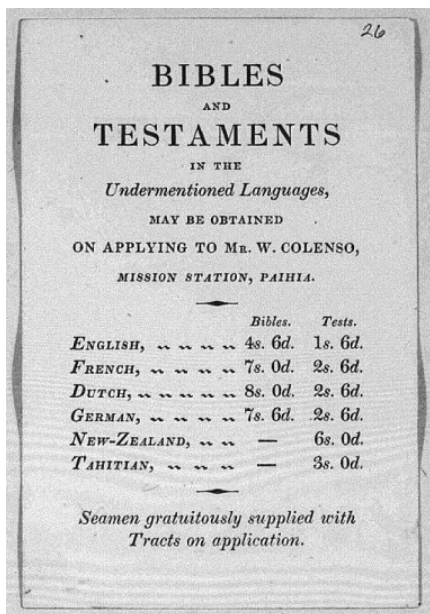 26
BIBLES
AND
TESTAMENTS
IN THE
Undermentioned Languages,
MAY BE OBTAINED
ON APPLYING TO MR. W. COLENSO,
MISSION STATION, PAIHIA.
Bibles. Tests.
ENGLISH, „ „ „ „ 4s. 6d. 1s. 6d.
FRENCH, „ „ „ „ 7s. 0d. 2s. 6d.
DUTCH, „ „ „ „ „ 8s. 0d. 2s. 6d.
GERMAN, „ „ „ „ 7s. 6d. 2s. 6d.
NEW-ZEALAND, „ „ — 6s. 0d.
TAHITIAN, „ „ „ — 3s. 0d.
Seamen gratuitously supplied with
Tracts on application.